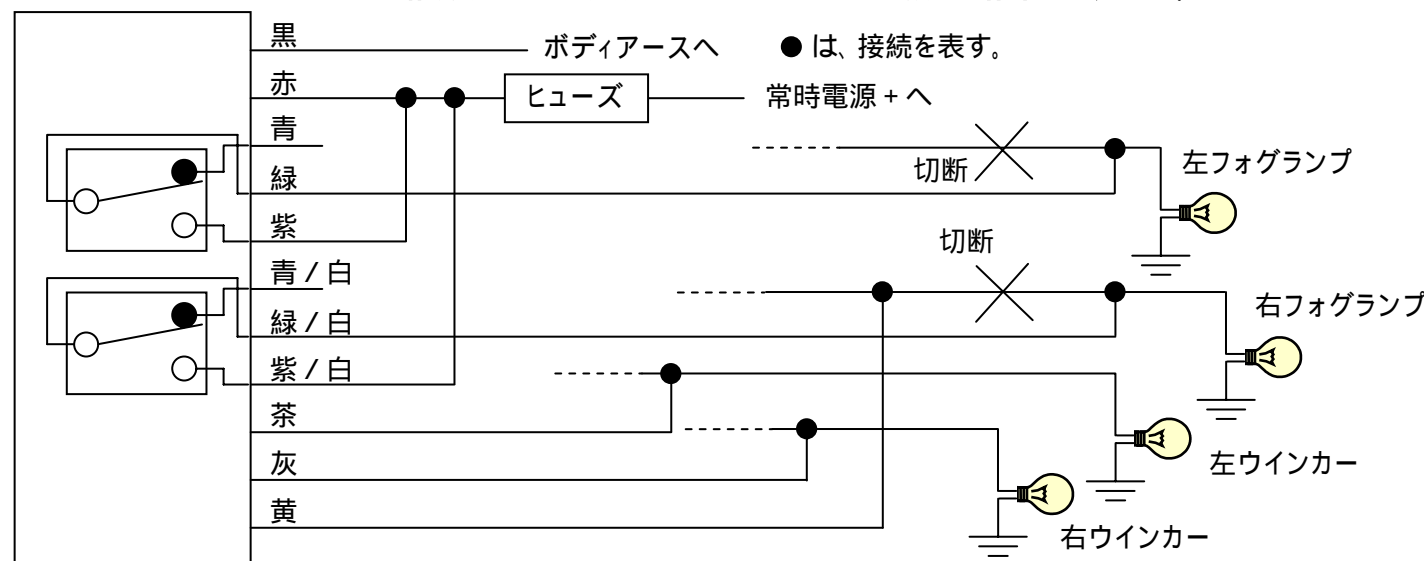 黒
ボディアースへ
●は、接続を表す。
赤
ヒューズ
常時電源 + へ
青
切断
左フォグランプ
緑
紫
切断
青 / 白
右フォグランプ
緑 / 白
紫 / 白
茶
灰
左ウインカー
黄
右ウインカー